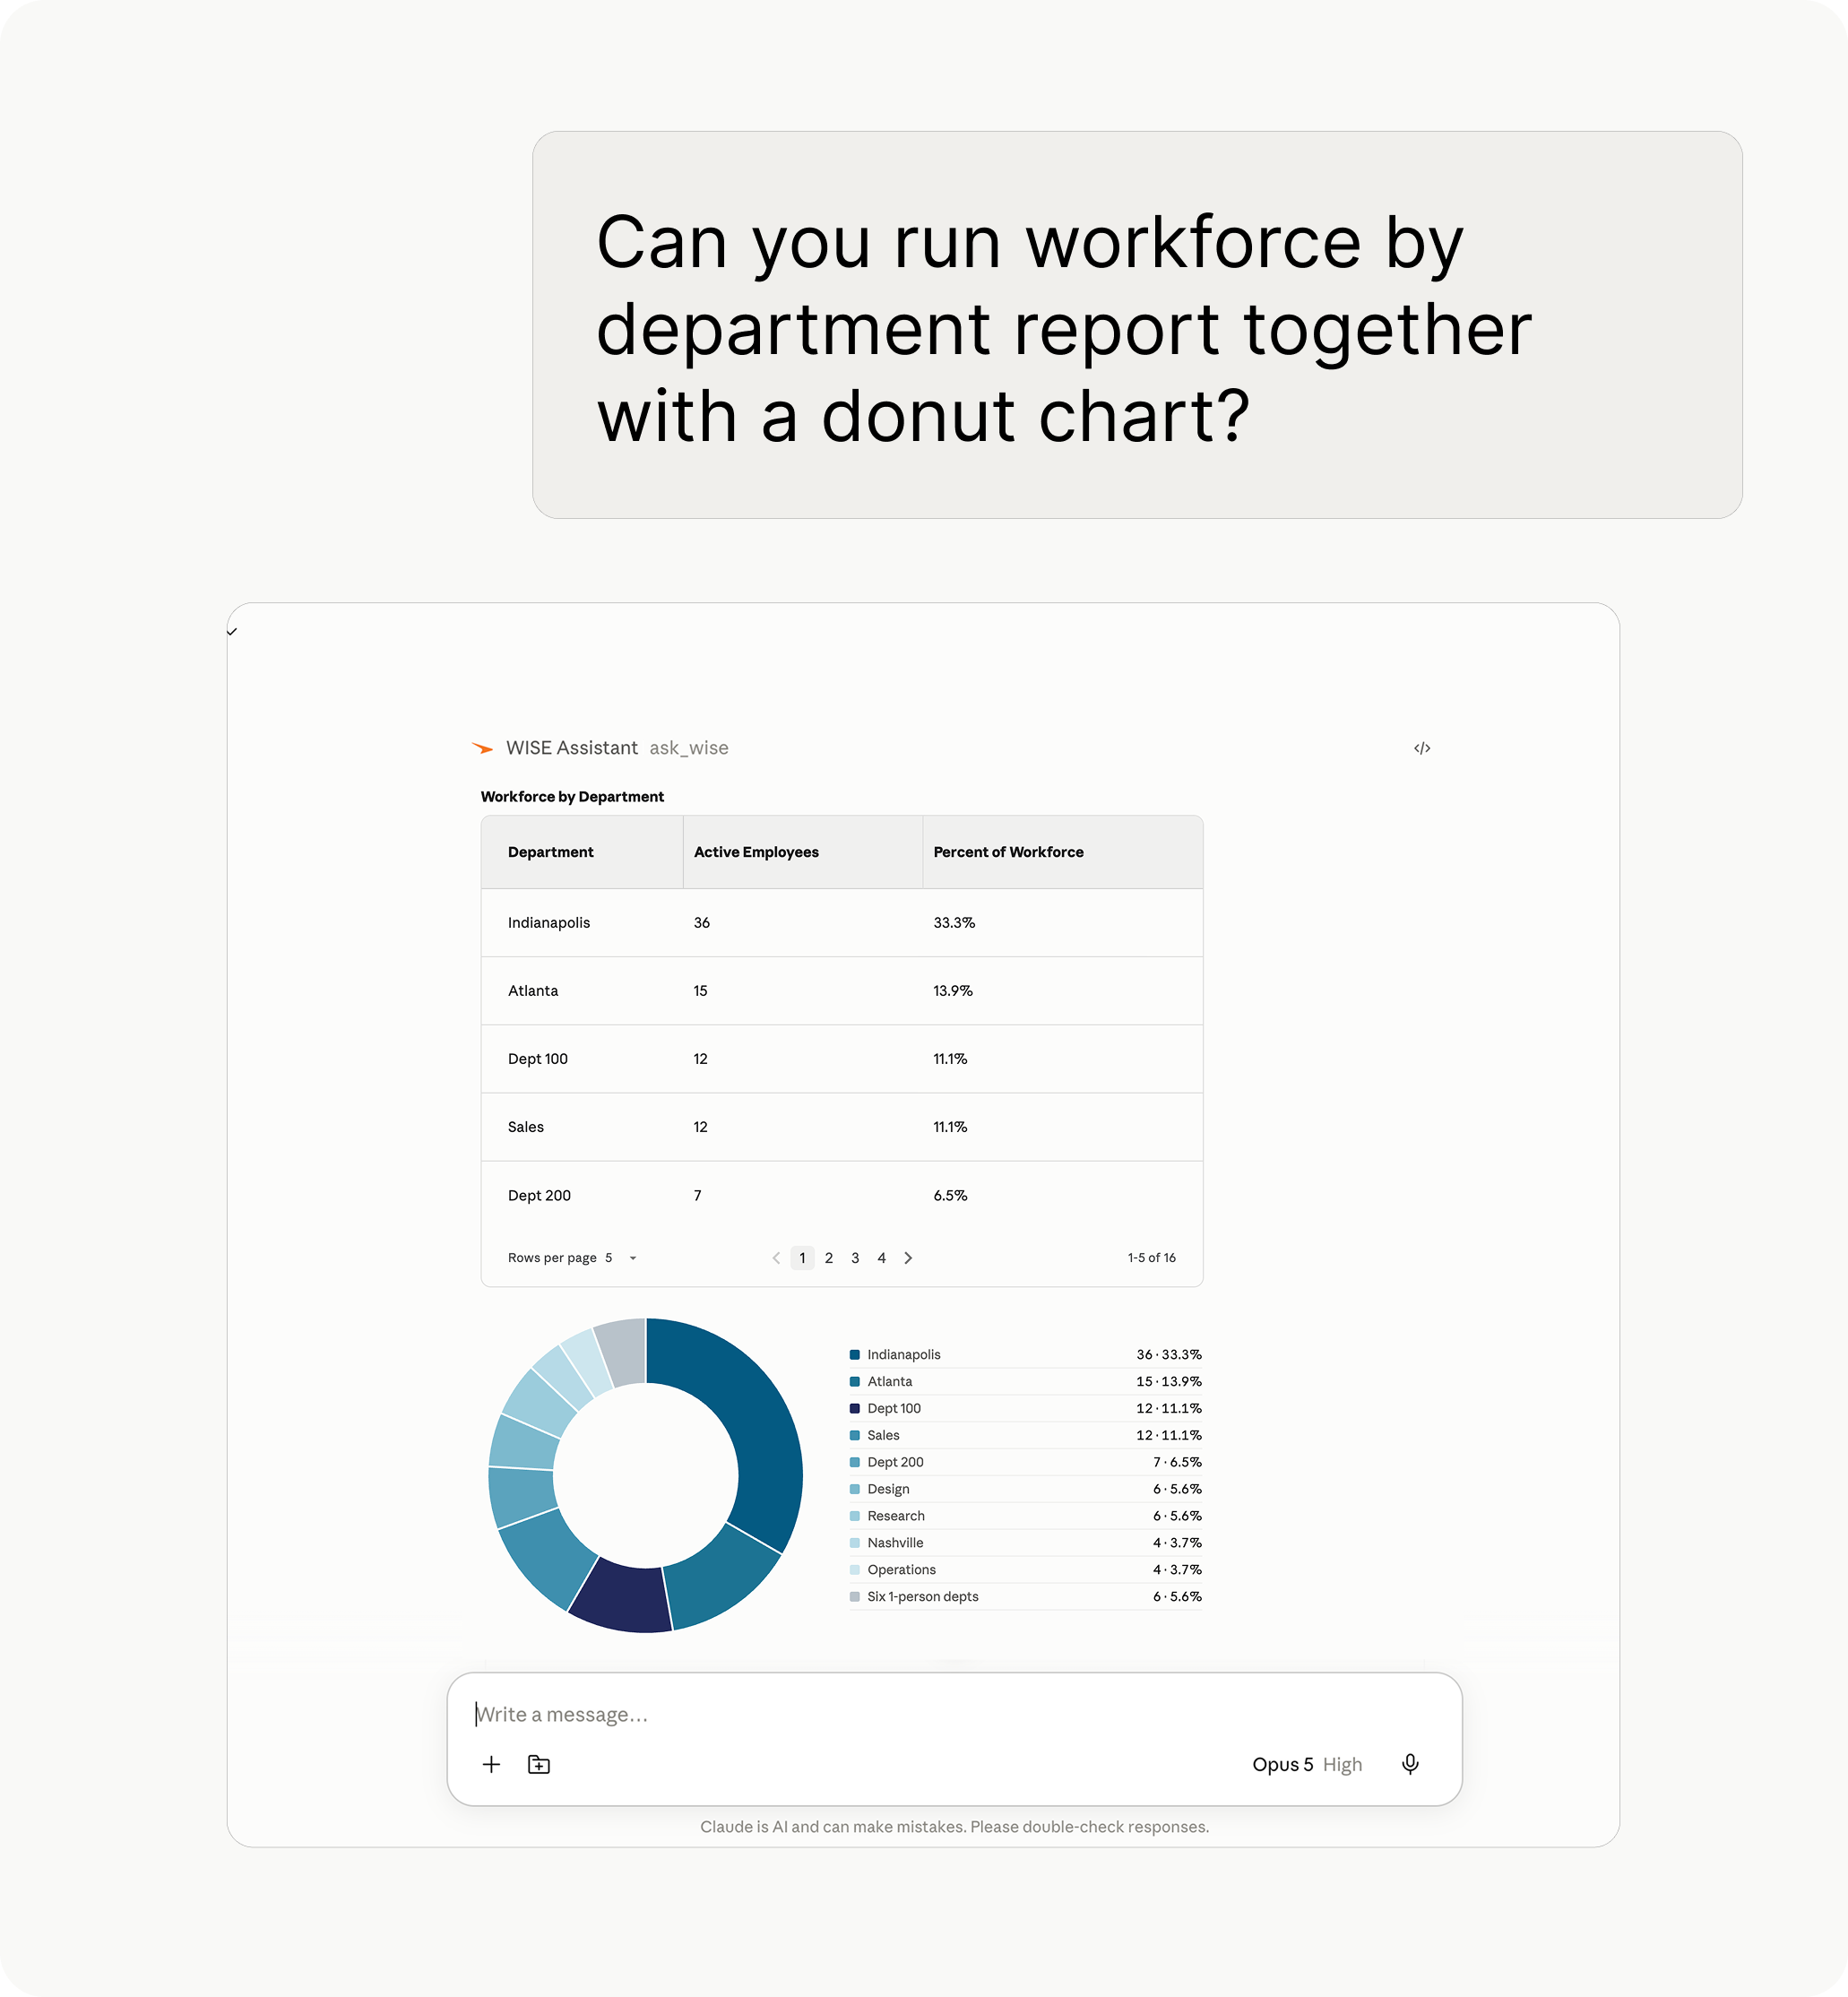 Can you run workforce by
department report together
with a donut chart?
WISE Assistant ask_wise
Workforce by Department
Department Active Employees Percent of Workforce
Indianapolis 36 33.3%
Atlanta 15 13.9%
Dept 100 12 11.1%
Sales 12 11.1%
Dept 200 7 6.5%
Rows per page 5 1 2 3 4 1-5 of 16
Indianapolis 36 · 33.3%
Atlanta 15 · 13.9%
Dept 100 12 · 11.1%
Sales 12 · 11.1%
Dept 200 7 · 6.5%
Design 6 · 5.6%
Research 6 · 5.6%
Nashville 4 · 3.7%
Operations 4 · 3.7%
Six 1-person depts 6 · 5.6%
Write a message...
Opus 5 High
Claude is AI and can make mistakes. Please double-check responses.